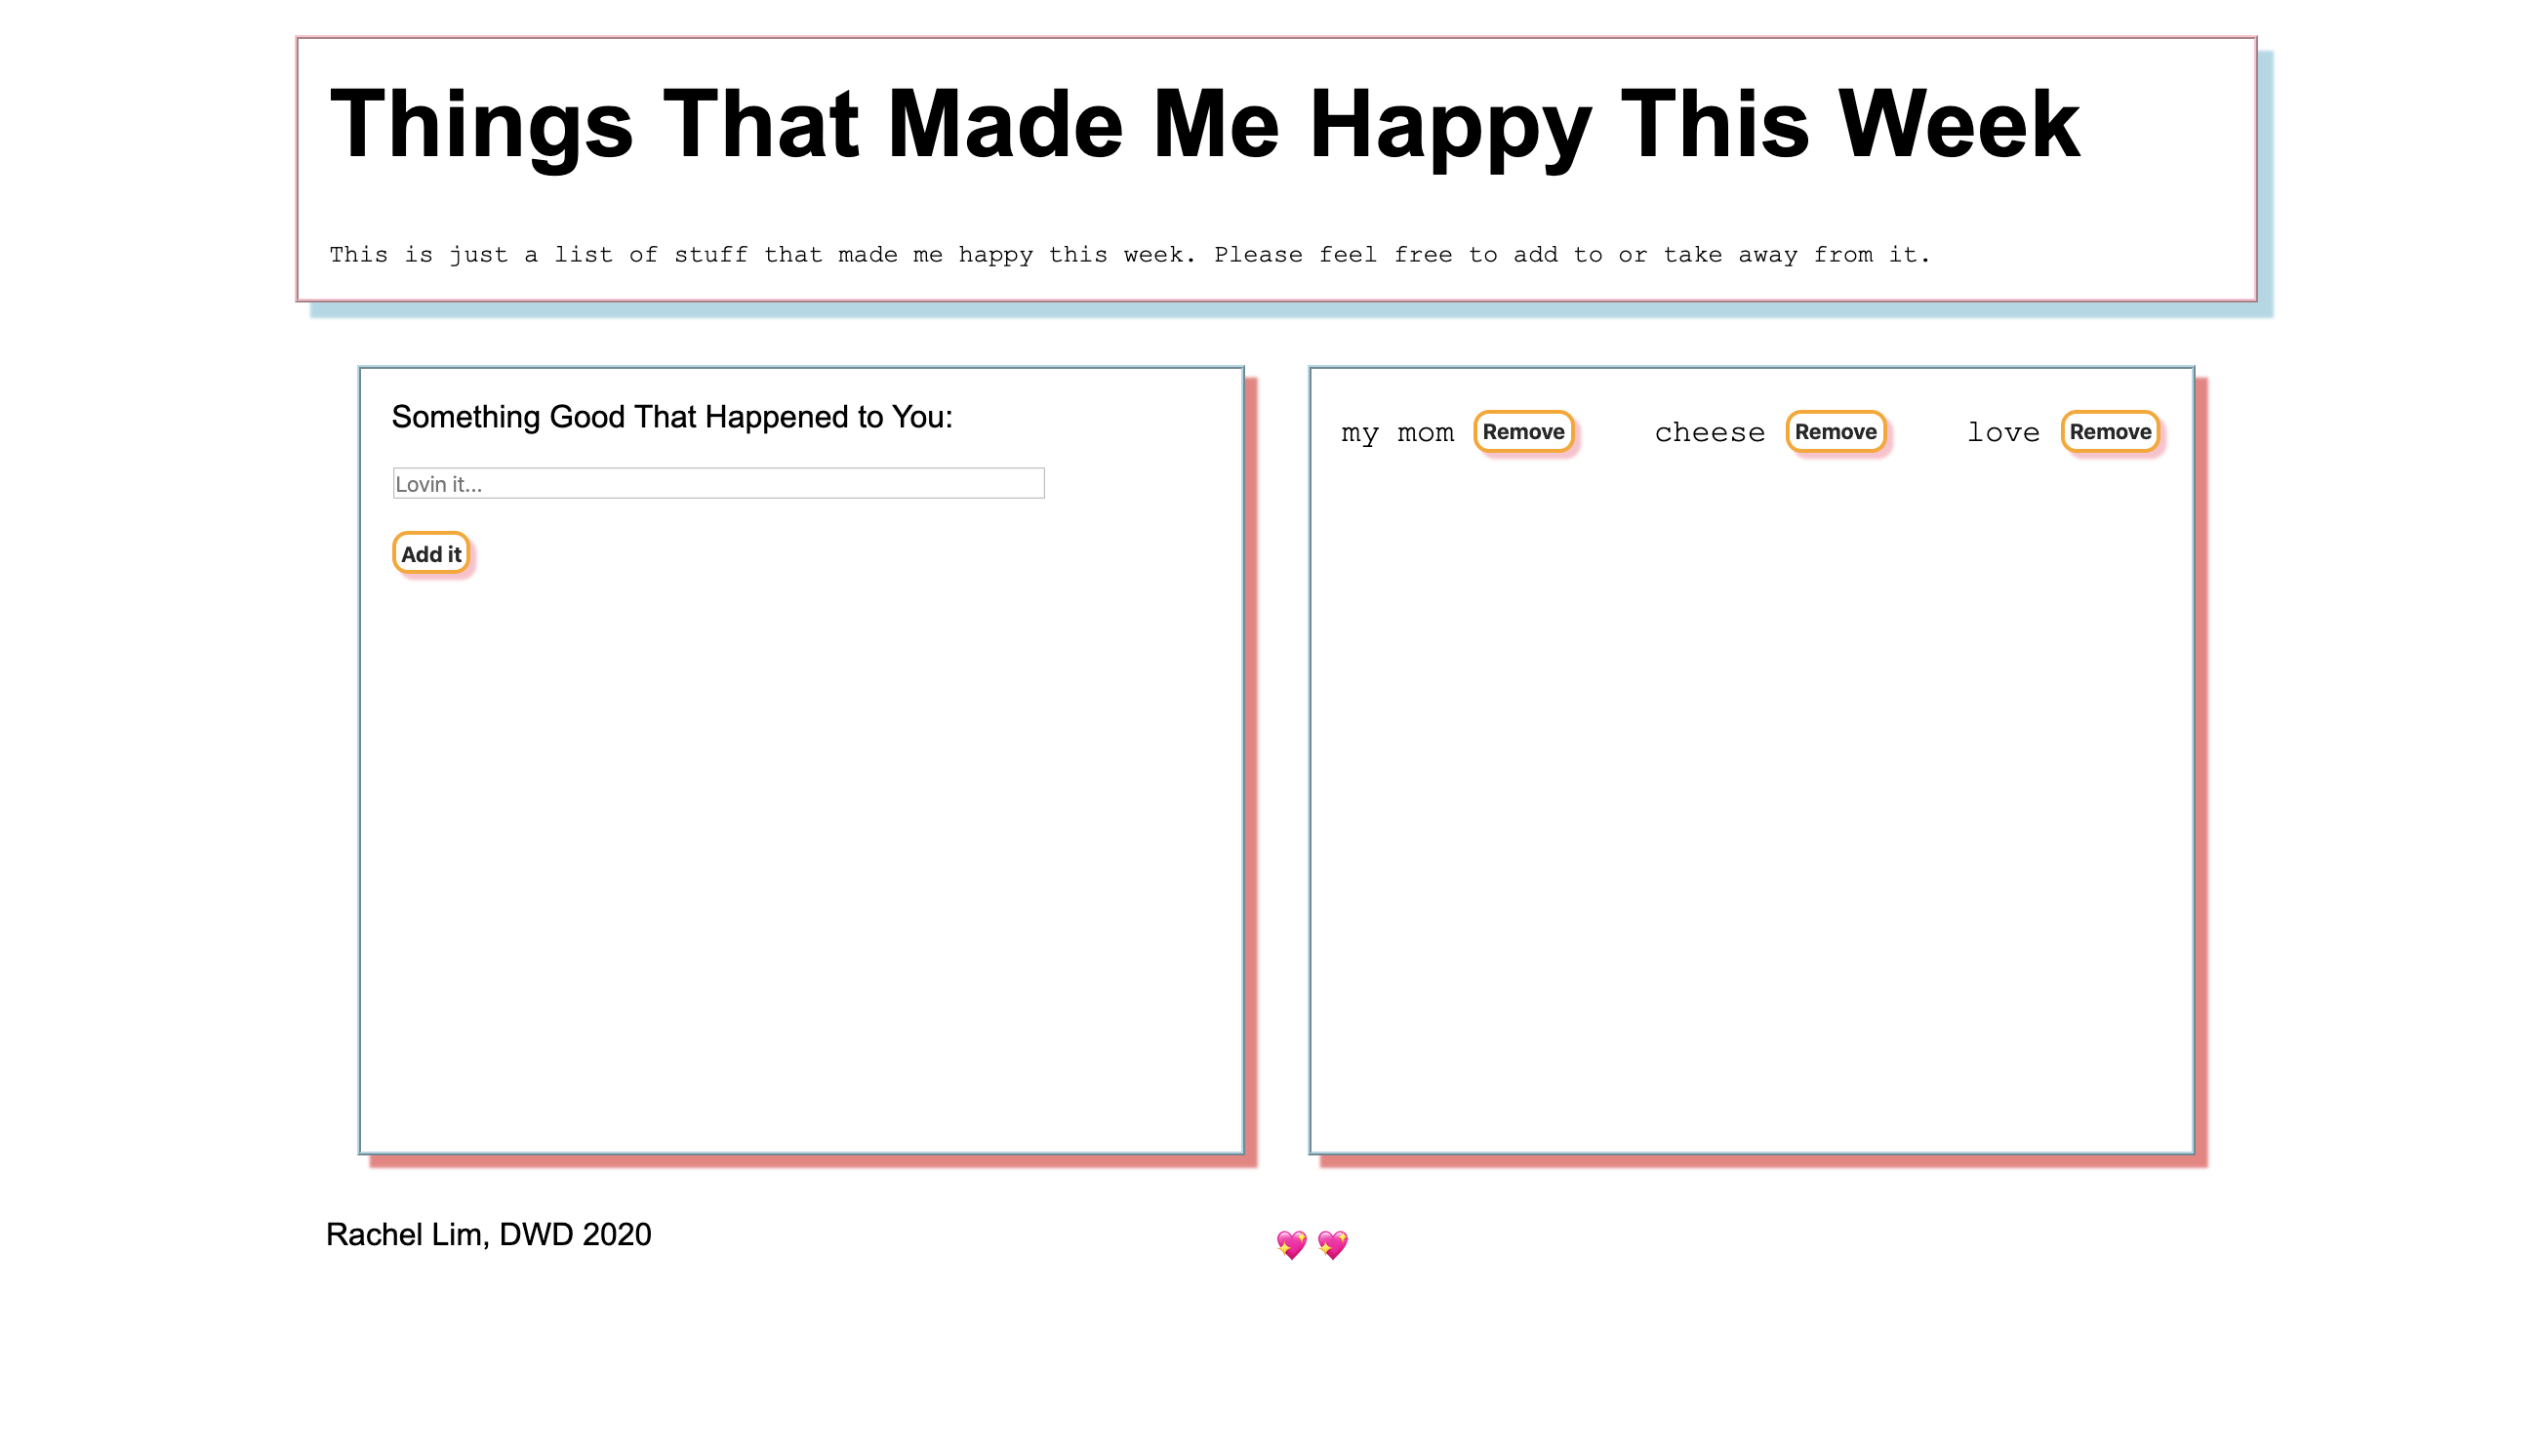 Things That Made Me Happy This Week
This is just a list of stuff that made me happy this week. Please feel free to add to or take away from it.
Something Good That Happened to You:
Lovin it...
Add it
my mom Remove cheese Remove love Remove
Rachel Lim, DWD 2020
💖 💖